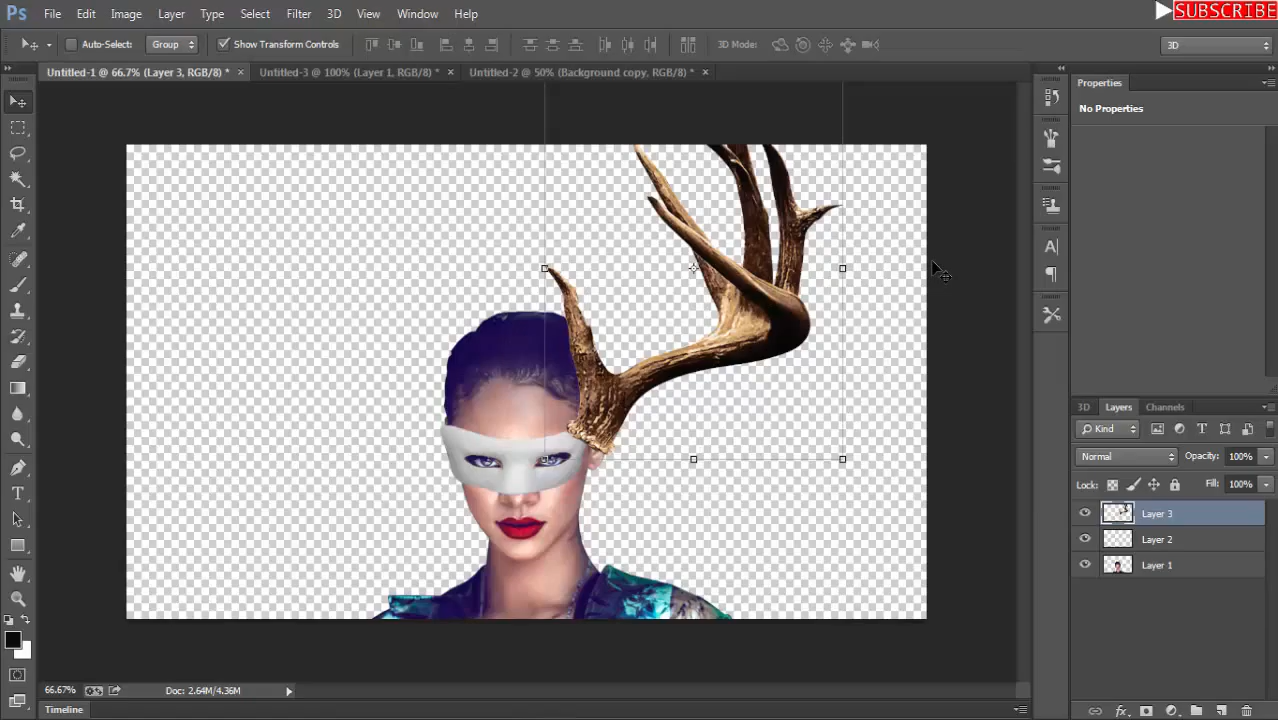 SUBSCRIBE
Ps File Edit Image Layer Type Select Filter 3D View Window Help
Auto-Select: Group Show Transform Controls 3D Mode: 3D
Untitled-1 @ 66.7% (Layer 3, RGB/8) * × Untitled-3 @ 100% (Layer 1, RGB/8) * × Untitled-2 @ 50% (Background copy, RGB/8) * ×
Properties
No Properties
3D Layers Channels
Kind
Normal Opacity: 100%
Lock: Fill: 100%
Layer 3
Layer 2
Layer 1
66.67% Doc: 2.64M/4.36M
Timeline